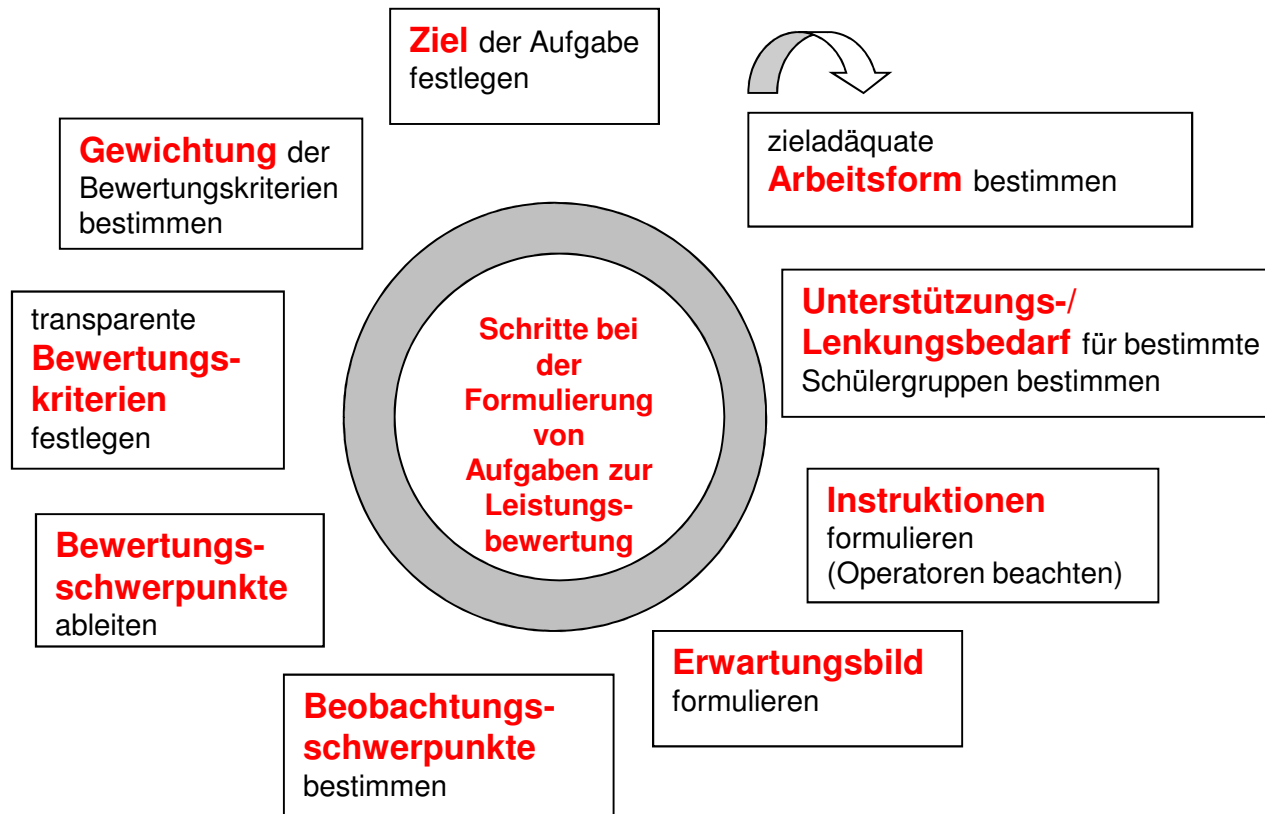 Ziel der Aufgabe
festlegen
zieladäquate
Arbeitsform bestimmen
Unterstützungs-/
Lenkungsbedarf für bestimmte
Schülergruppen bestimmen
Instruktionen
formulieren
(Operatoren beachten)
Erwartungsbild
formulieren
Beobachtungs-
schwerpunkte
bestimmen
Bewertungs-
schwerpunkte
ableiten
transparente
Bewertungs-
kriterien
festlegen
Gewichtung der
Bewertungskriterien
bestimmen
Schritte bei
der
Formulierung
von
Aufgaben zur
Leistungs-
bewertung